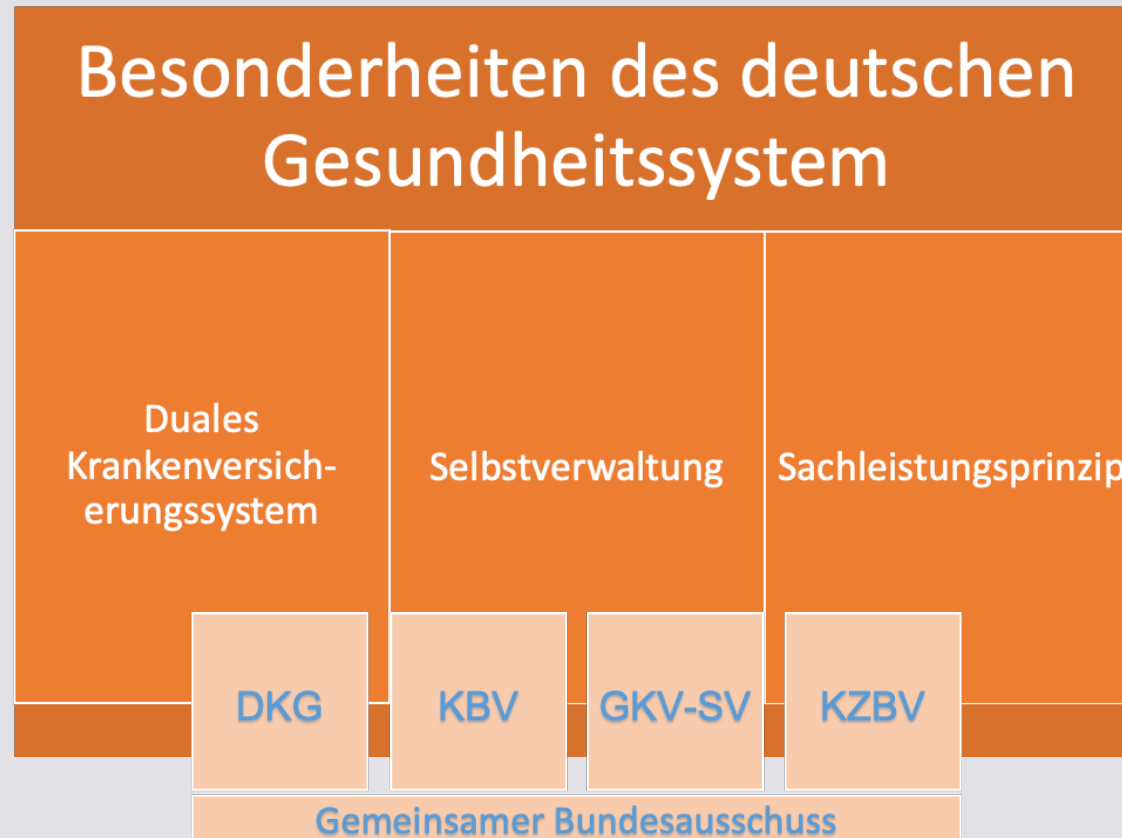 Besonderheiten des deutschen
Gesundheitssystem
Duales
Krankenversich-
erungssystem
Selbstverwaltung
Sachleistungsprinzip
DKG
KBV
GKV-SV
KZBV
Gemeinsamer Bundesausschuss